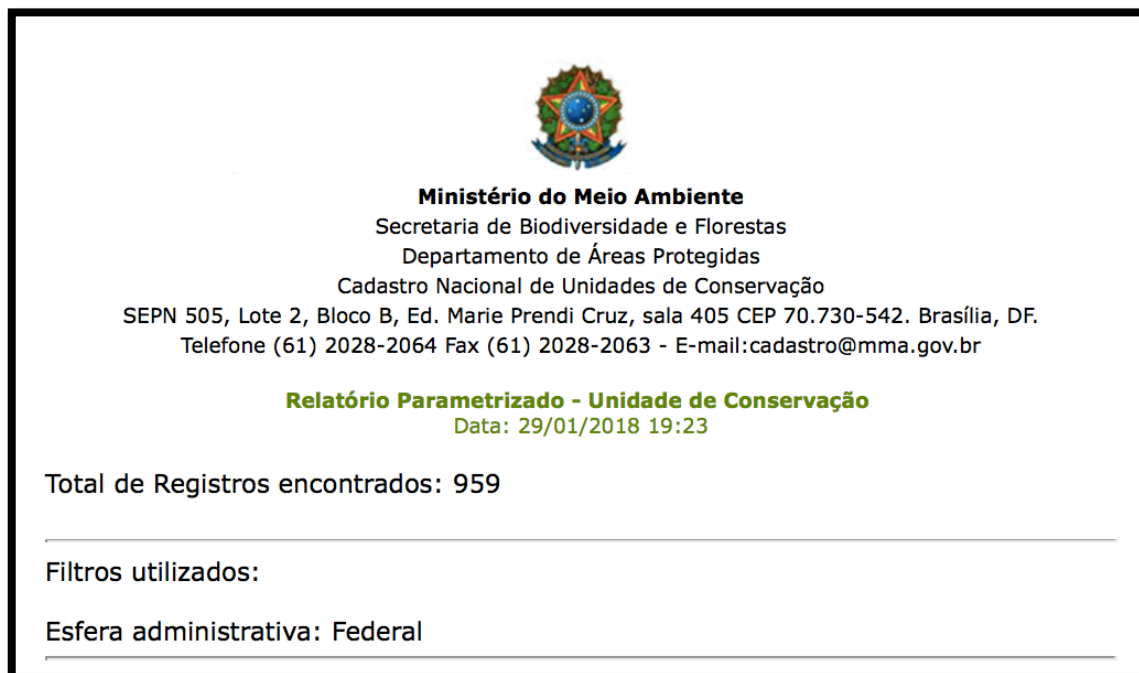 Ministério do Meio Ambiente
Secretaria de Biodiversidade e Florestas
Departamento de Áreas Protegidas
Cadastro Nacional de Unidades de Conservação
SEPN 505, Lote 2, Bloco B, Ed. Marie Prendi Cruz, sala 405 CEP 70.730-542. Brasília, DF.
Telefone (61) 2028-2064 Fax (61) 2028-2063 - E-mail:cadastro@mma.gov.br
Relatório Parametrizado - Unidade de Conservação
Data: 29/01/2018 19:23
Total de Registros encontrados: 959
Filtros utilizados:
Esfera administrativa: Federal